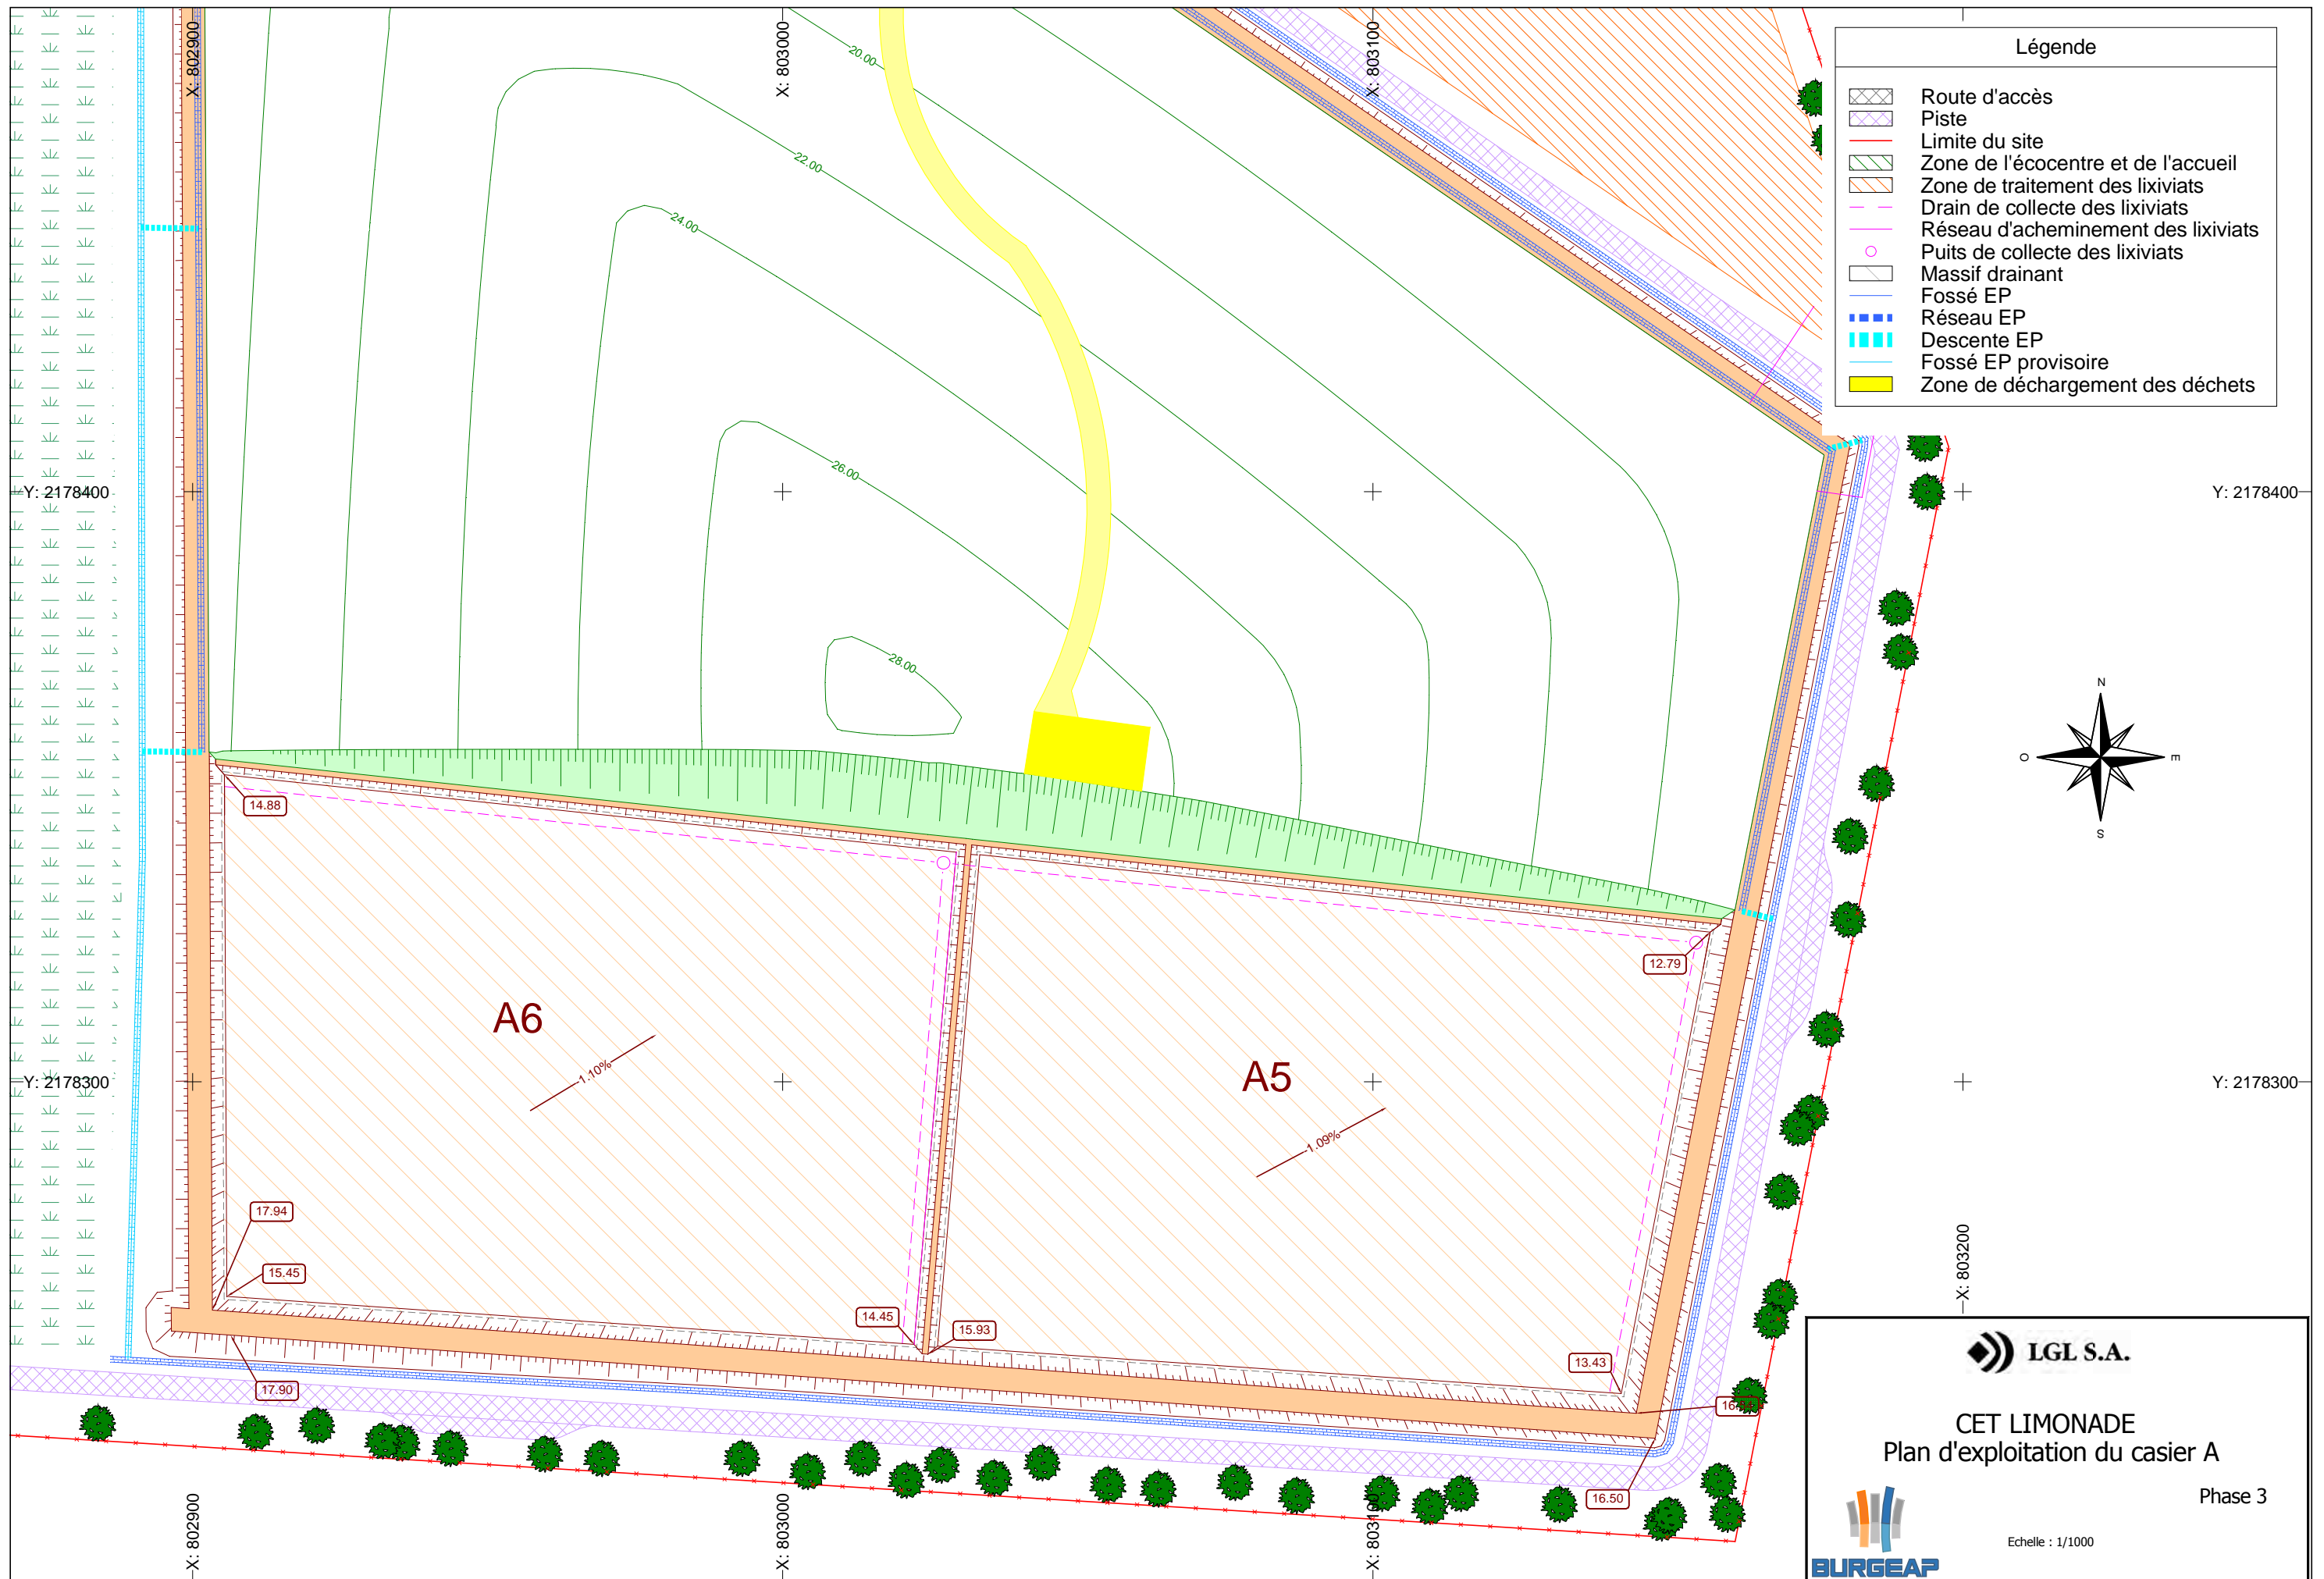 X: 802900
X: 803000
X: 803100
Légende
Route d'accès
Piste
Limite du site
Zone de l'écocentre et de l'accueil
Zone de traitement des lixiviats
Drain de collecte des lixiviats
Réseau d'acheminement des lixiviats
Puits de collecte des lixiviats
Massif drainant
Fossé EP
Réseau EP
Descente EP
Fossé EP provisoire
Zone de déchargement des déchets
20.00
22.00
24.00
26.00
28.00
Y: 2178400
Y: 2178400
N
O
E
S
14.88
12.79
A6
1.10%
A5
1.09%
Y: 2178300
Y: 2178300
17.94
15.45
14.45
15.93
13.43
17.90
16.50
X: 803200
X: 802900
X: 803000
X: 803100
LGL S.A.
CET LIMONADE
Plan d'exploitation du casier A
Phase 3
Echelle : 1/1000
BURGEAP